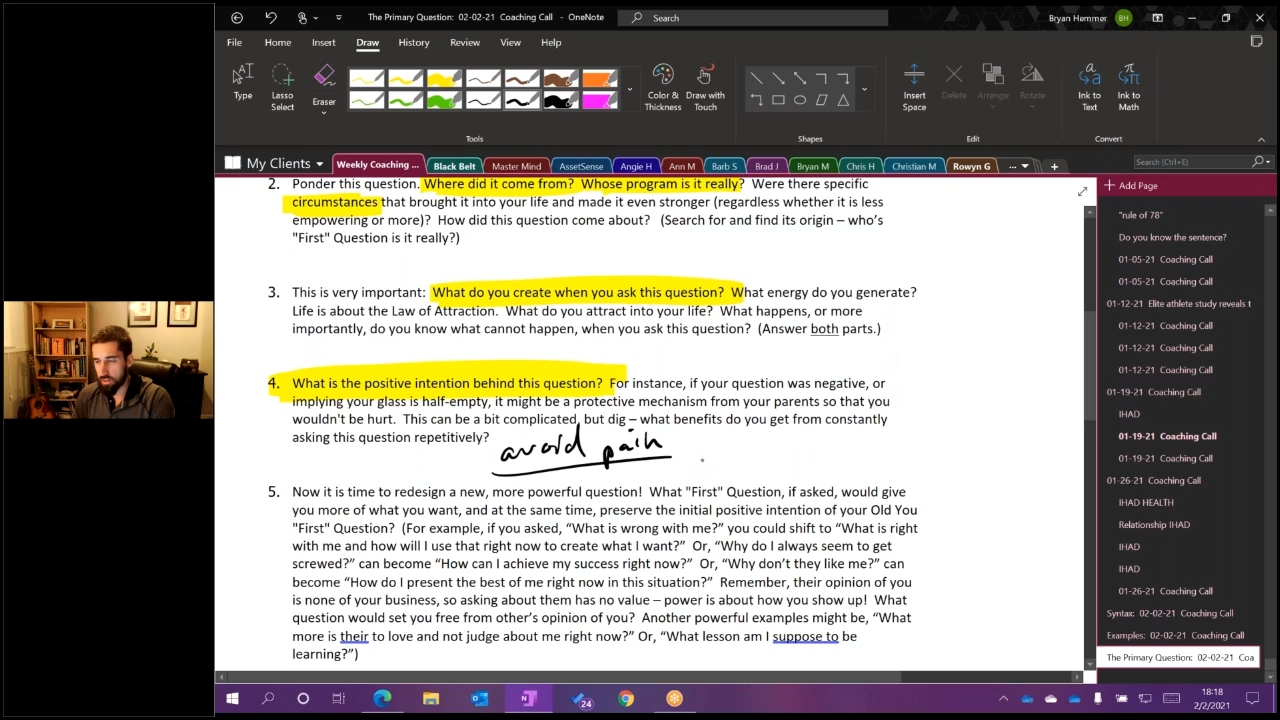 The Primary Question: 02-02-21 Coaching Call - OneNote
Search
Bryan Hemmer BH
File Home Insert Draw History Review View Help
Type
Lasso Select
Eraser
Color & Thickness
Draw with Touch
Insert Space
Delete
Arrange
Rotate
Ink to Text
Ink to Math
Tools Shapes Edit Convert
My Clients
Weekly Coaching ... Black Belt Master Mind AssetSense Angie H Ann M Barb S Brad J Bryan M Chris H Christian M Rowyn G ...
Search (Ctrl+E)
2. Ponder this question. Where did it come from? Whose program is it really? Were there specific
circumstances that brought it into your life and made it even stronger (regardless whether it is less
empowering or more)? How did this question come about? (Search for and find its origin – who's
"First" Question is it really?)
3. This is very important: What do you create when you ask this question? What energy do you generate?
Life is about the Law of Attraction. What do you attract into your life? What happens, or more
importantly, do you know what cannot happen, when you ask this question? (Answer both parts.)
4. What is the positive intention behind this question? For instance, if your question was negative, or
implying your glass is half-empty, it might be a protective mechanism from your parents so that you
wouldn't be hurt. This can be a bit complicated, but dig – what benefits do you get from constantly
asking this question repetitively?
avoid pain
5. Now it is time to redesign a new, more powerful question! What "First" Question, if asked, would give
you more of what you want, and at the same time, preserve the initial positive intention of your Old You
"First" Question? (For example, if you asked, “What is wrong with me?” you could shift to “What is right
with me and how will I use that right now to create what I want?” Or, “Why do I always seem to get
screwed?” can become “How can I achieve my success right now?” Or, “Why don’t they like me?” can
become “How do I present the best of me right now in this situation?” Remember, their opinion of you
is none of your business, so asking about them has no value – power is about how you show up! What
question would set you free from other’s opinion of you? Another powerful examples might be, “What
more is their to love and not judge about me right now?” Or, “What lesson am I suppose to be
learning?”)
Add Page
"rule of 78"
Do you know the sentence?
01-05-21 Coaching Call
01-05-21 Coaching Call
01-12-21 Elite athlete study reveals t
01-12-21 Coaching Call
01-12-21 Coaching Call
01-12-21 Coaching Call
01-19-21 Coaching Call
IHAD
01-19-21 Coaching Call
01-19-21 Coaching Call
01-26-21 Coaching Call
IHAD HEALTH
Relationship IHAD
IHAD
IHAD
01-26-21 Coaching Call
Syntax: 02-02-21 Coaching Call
Examples: 02-02-21 Coaching Call
The Primary Question: 02-02-21 Coa
24
18:18
2/2/2021